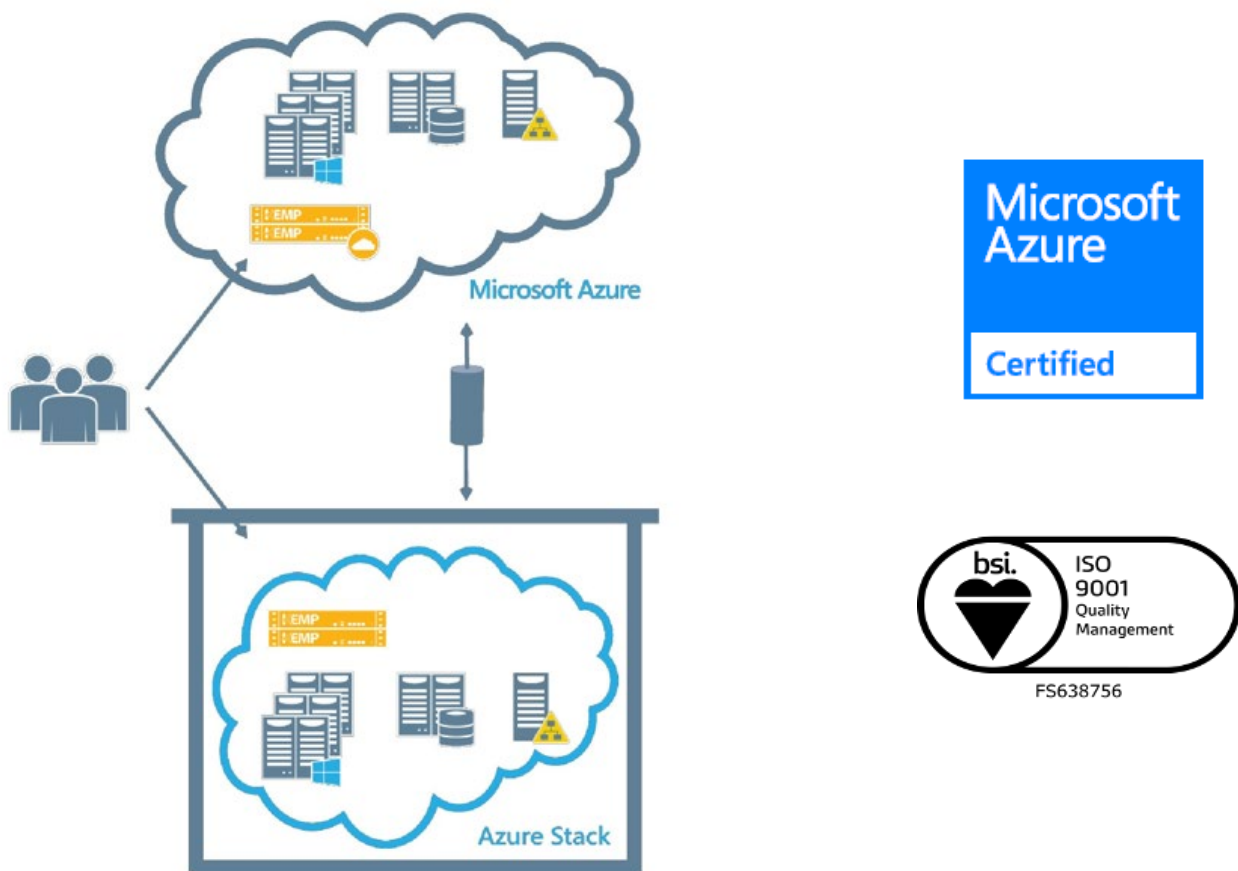 EMP
EMP
Microsoft Azure
EMP
EMP
Azure Stack
Microsoft
Azure
Certified
bsi.
ISO
9001
Quality
Management
FS638756